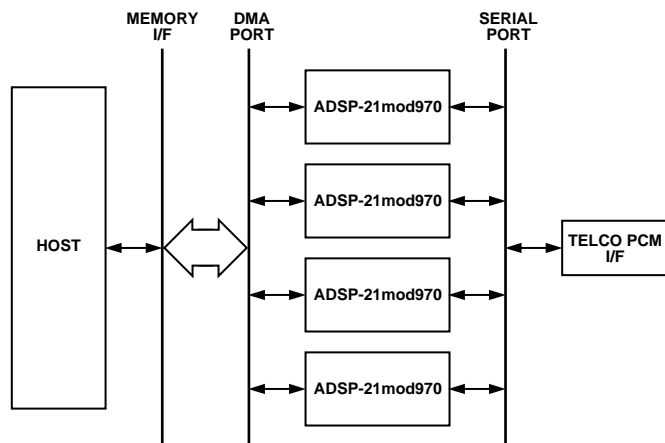 MEMORY
I/F
DMA
PORT
SERIAL
PORT
ADSP-21mod970
ADSP-21mod970
HOST
TELCO PCM
I/F
ADSP-21mod970
ADSP-21mod970